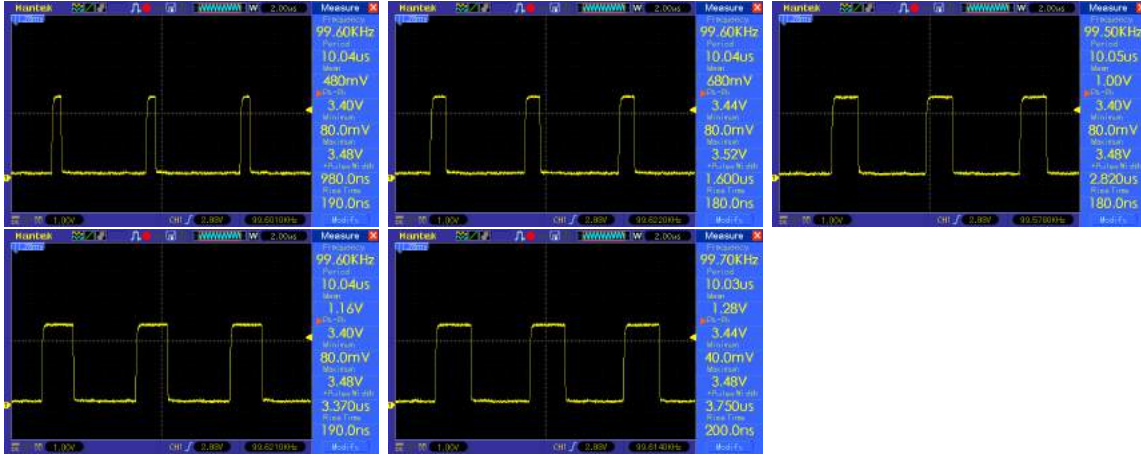 Hantek W 2.00us Measure
Frequency
99.60KHz
Period
10.04us
Mean
480mV
Pk-Pk
3.40V
Minimum
80.0mV
Maximum
3.48V
+Pulse Width
980.0ns
Rise Time
190.0ns
1.00V CH1 2.88V 99.6010KHz Modify
Hantek W 2.00us Measure
Frequency
99.60KHz
Period
10.04us
Mean
680mV
Pk-Pk
3.44V
Minimum
80.0mV
Maximum
3.52V
+Pulse Width
1.600us
Rise Time
180.0ns
1.00V CH1 2.88V 99.6220KHz Modify
Hantek W 2.00us Measure
Frequency
99.50KHz
Period
10.05us
Mean
1.00V
Pk-Pk
3.40V
Minimum
80.0mV
Maximum
3.48V
+Pulse Width
2.820us
Rise Time
180.0ns
1.00V CH1 2.88V 99.5780KHz Modify
Hantek W 2.00us Measure
Frequency
99.60KHz
Period
10.04us
Mean
1.16V
Pk-Pk
3.40V
Minimum
80.0mV
Maximum
3.48V
+Pulse Width
3.370us
Rise Time
190.0ns
1.00V CH1 2.88V 99.6210KHz Modify
Hantek W 2.00us Measure
Frequency
99.70KHz
Period
10.03us
Mean
1.28V
Pk-Pk
3.44V
Minimum
40.0mV
Maximum
3.48V
+Pulse Width
3.750us
Rise Time
200.0ns
1.00V CH1 2.88V 99.6140KHz Modify